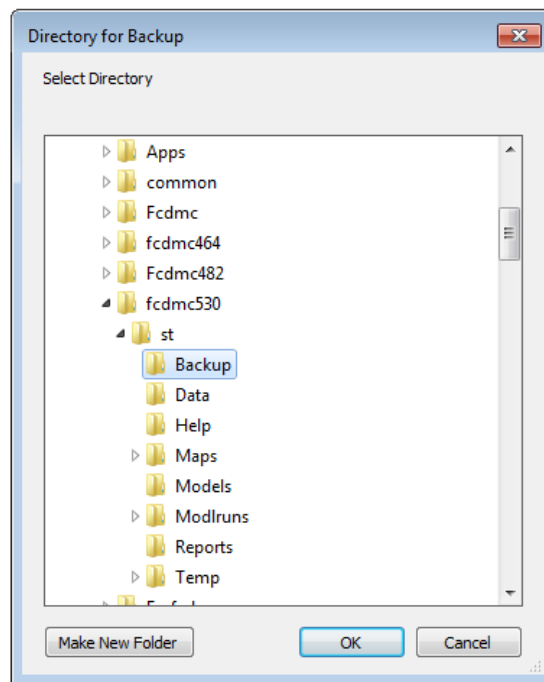 Directory for Backup
Select Directory
Apps
common
Fcdmc
fcdmc464
Fcdmc482
fcdmc530
st
Backup
Data
Help
Maps
Models
Modlruns
Reports
Temp
Make New Folder
OK
Cancel